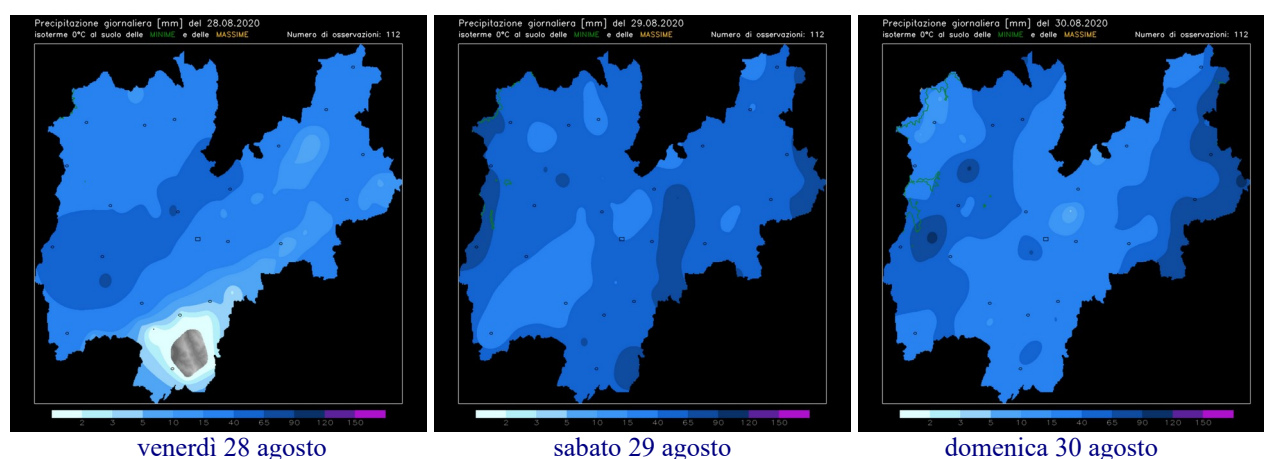 Precipitazione giornaliera [mm] del 28.08.2020
isoterme 0°C al suolo delle MINIME e delle MASSIME Numero di osservazioni: 112
2 3 5 10 15 40 65 90 120 150
venerdì 28 agosto
Precipitazione giornaliera [mm] del 29.08.2020
isoterme 0°C al suolo delle MINIME e delle MASSIME Numero di osservazioni: 112
2 3 5 10 15 40 65 90 120 150
sabato 29 agosto
Precipitazione giornaliera [mm] del 30.08.2020
isoterme 0°C al suolo delle MINIME e delle MASSIME Numero di osservazioni: 112
2 3 5 10 15 40 65 90 120 150
domenica 30 agosto